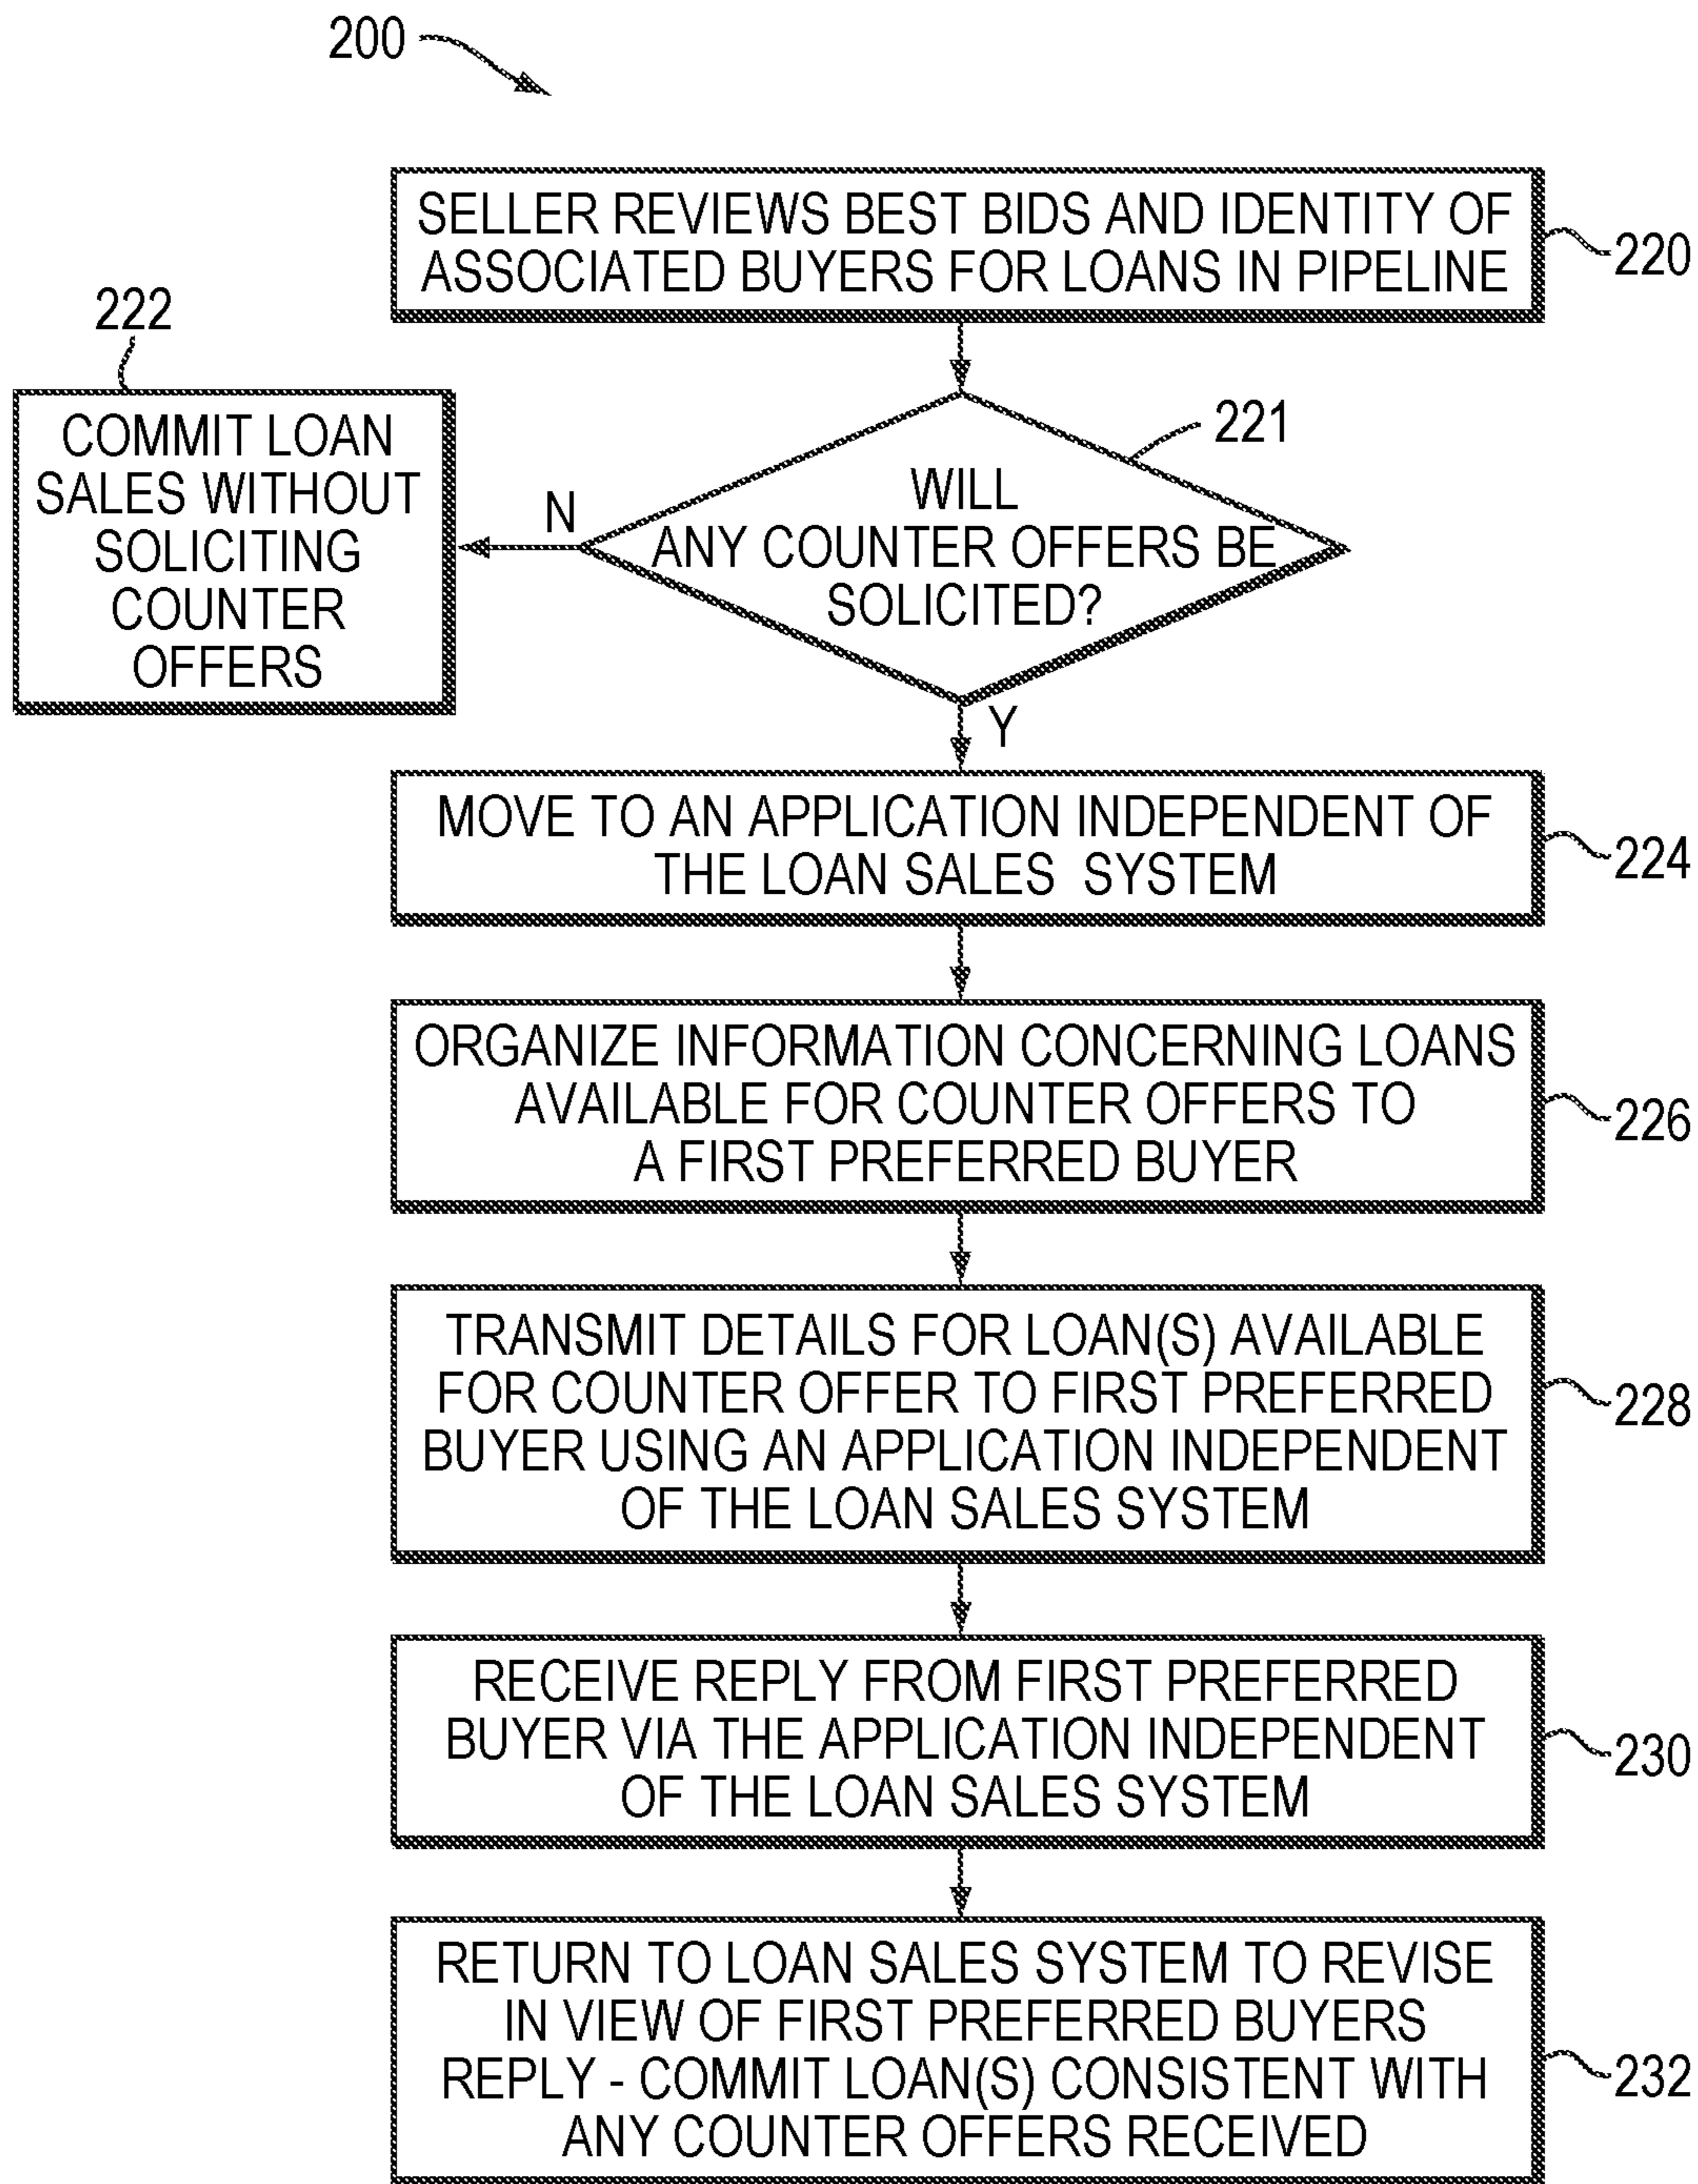 200
SELLER REVIEWS BEST BIDS AND IDENTITY OF
ASSOCIATED BUYERS FOR LOANS IN PIPELINE
220
222
COMMIT LOAN
SALES WITHOUT
SOLICITING
COUNTER
OFFERS
N
221
WILL
ANY COUNTER OFFERS BE
SOLICITED?
Y
MOVE TO AN APPLICATION INDEPENDENT OF
THE LOAN SALES SYSTEM
224
ORGANIZE INFORMATION CONCERNING LOANS
AVAILABLE FOR COUNTER OFFERS TO
A FIRST PREFERRED BUYER
226
TRANSMIT DETAILS FOR LOAN(S) AVAILABLE
FOR COUNTER OFFER TO FIRST PREFERRED
BUYER USING AN APPLICATION INDEPENDENT
OF THE LOAN SALES SYSTEM
228
RECEIVE REPLY FROM FIRST PREFERRED
BUYER VIA THE APPLICATION INDEPENDENT
OF THE LOAN SALES SYSTEM
230
RETURN TO LOAN SALES SYSTEM TO REVISE
IN VIEW OF FIRST PREFERRED BUYERS
REPLY - COMMIT LOAN(S) CONSISTENT WITH
ANY COUNTER OFFERS RECEIVED
232